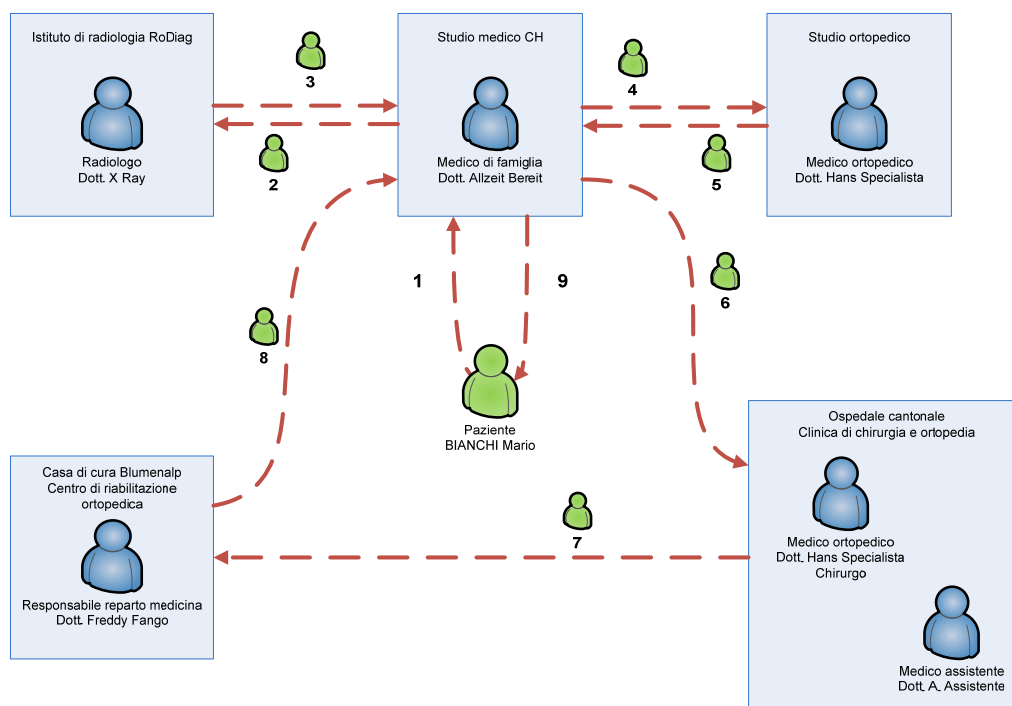 Istituto di radiologia RoDiag
Radiologo
Dott. X Ray
3
2
Studio medico CH
Medico di famiglia
Dott. Allzeit Bereit
4
5
Studio ortopedico
Medico ortopedico
Dott. Hans Specialista
1
9
6
8
Paziente
BIANCHI Mario
Casa di cura Blumenalp
Centro di riabilitazione
ortopedica
Responsabile reparto medicina
Dott. Freddy Fango
7
Ospedale cantonale
Clinica di chirurgia e ortopedia
Medico ortopedico
Dott. Hans Specialista
Chirurgo
Medico assistente
Dott. A. Assistente